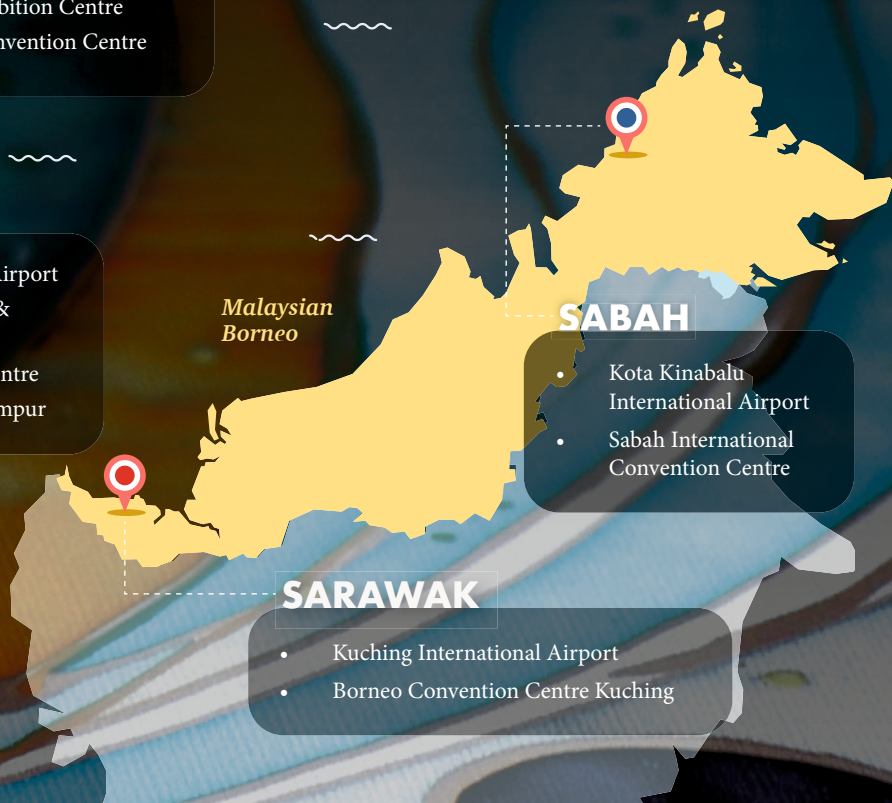 bition Centre
nvention Centre
Airport
&
ntre
mpur
Malaysian
Borneo
SABAH
• Kota Kinabalu
International Airport
• Sabah International
Convention Centre
SARAWAK
• Kuching International Airport
• Borneo Convention Centre Kuching